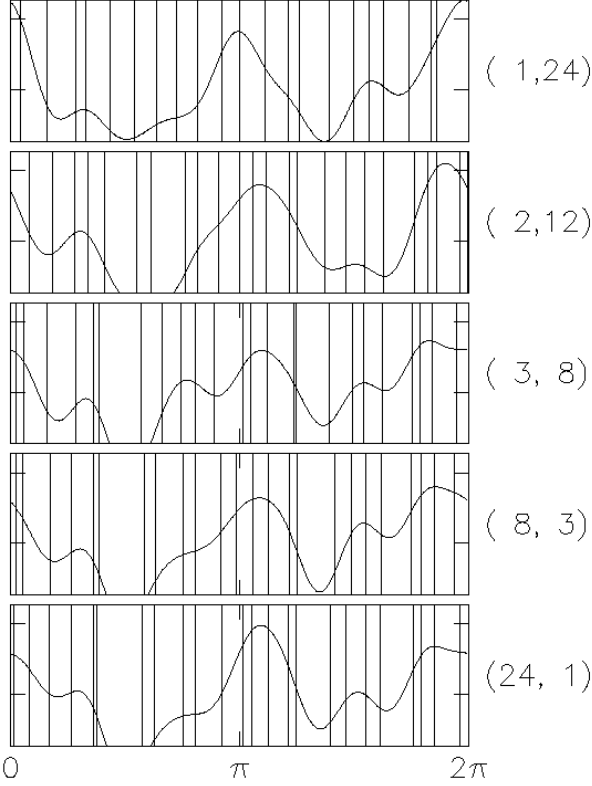 ( 1,24)
( 2,12)
( 3, 8)
( 8, 3)
(24, 1)
0 π 2π